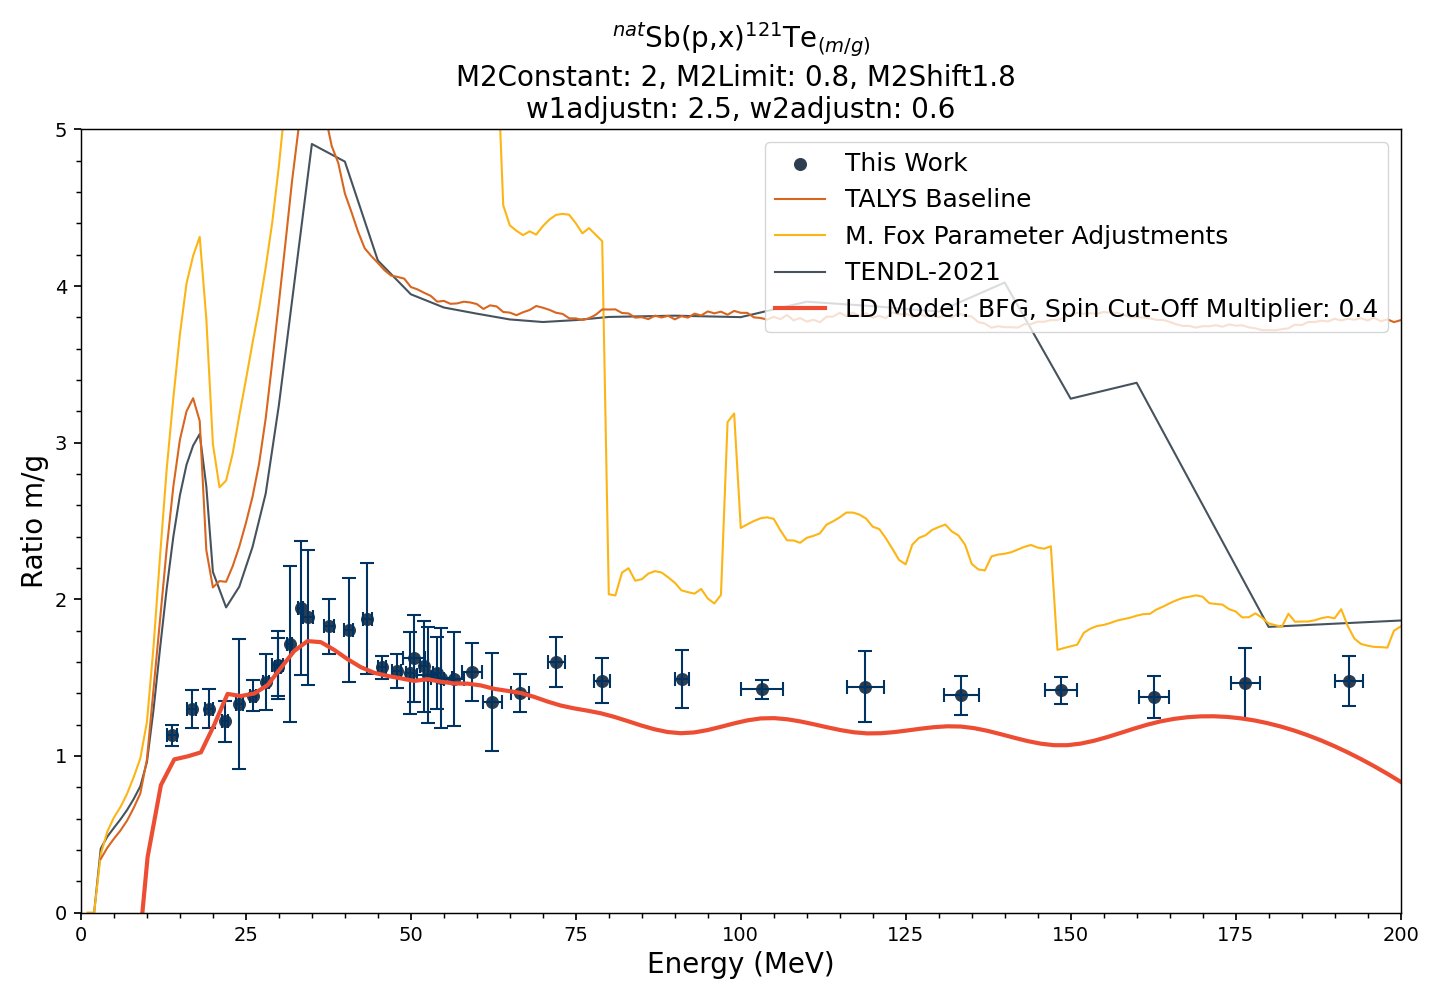 natSb(p,x)121Te(m/g)
M2Constant: 2, M2Limit: 0.8, M2Shift1.8
w1adjustn: 2.5, w2adjustn: 0.6
5
4
3
2
1
0
Ratio m/g
This Work
TALYS Baseline
M. Fox Parameter Adjustments
TENDL-2021
LD Model: BFG, Spin Cut-Off Multiplier: 0.4
0 25 50 75 100 125 150 175 200
Energy (MeV)